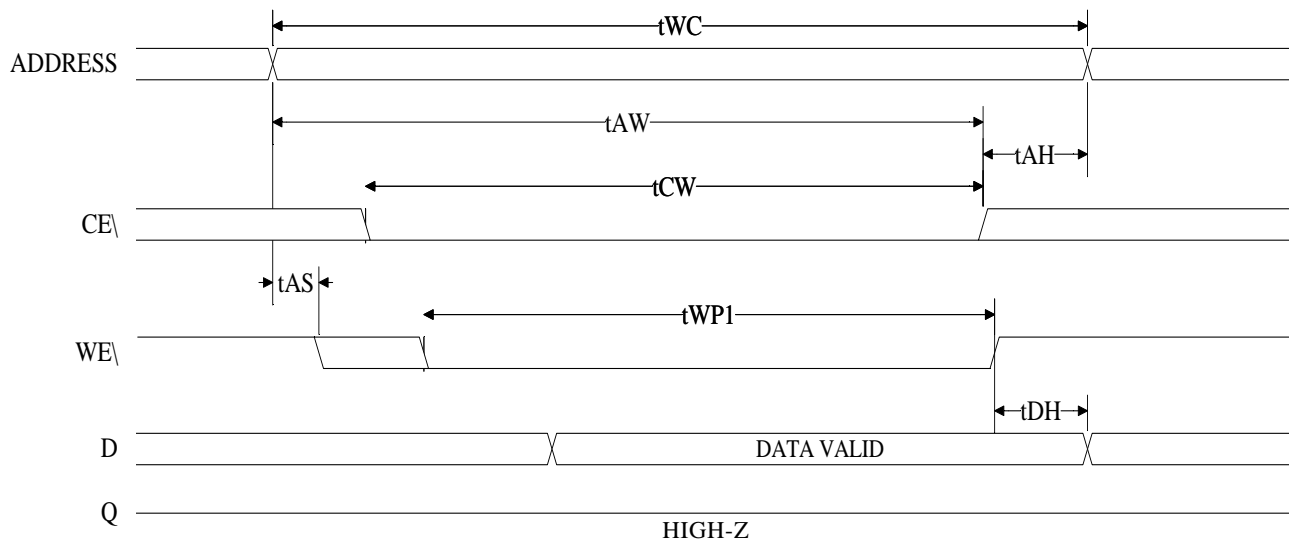 tWC
ADDRESS
tAW
tAH
tCW
CE\
tAS
tWP1
WE\
tDH
D
DATA VALID
Q
HIGH-Z